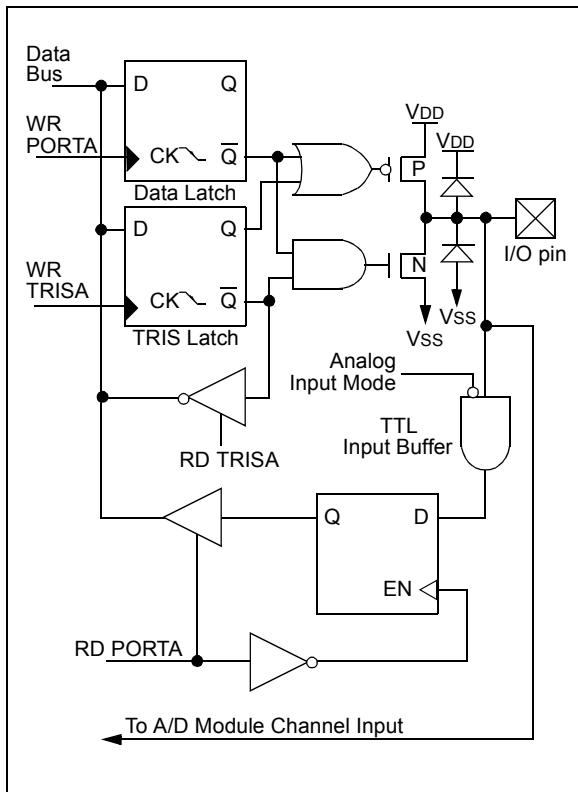 Data
Bus
D Q
VDD
WR
PORTA
CK Q
P
VDD
Data Latch
D Q
I/O pin
WR
TRISA
CK Q
N
VSS
TRIS Latch
VSS
Analog
Input Mode
TTL
Input Buffer
RD TRISA
Q D
EN
RD PORTA
To A/D Module Channel Input